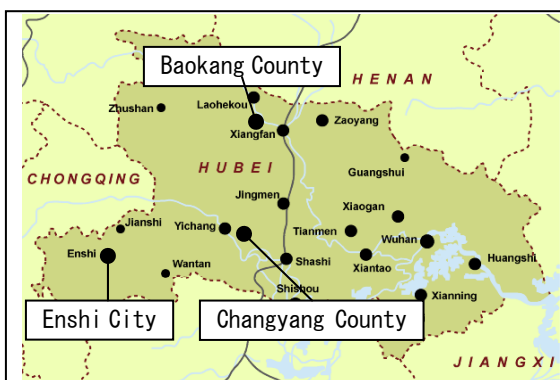 Baokang County
HENAN
Laohekou
Zhushan
Zaoyang
Xiangfan
Guangshui
HUBEI
CHONGQING
Jingmen
Xiaogan
Jianshi
Yichang
Tianmen
Wuhan
Enshi
Wantan
Shashi
Xiantao
Huangshi
Shishou
Xianning
Enshi City
Changyang County
JIANGXI